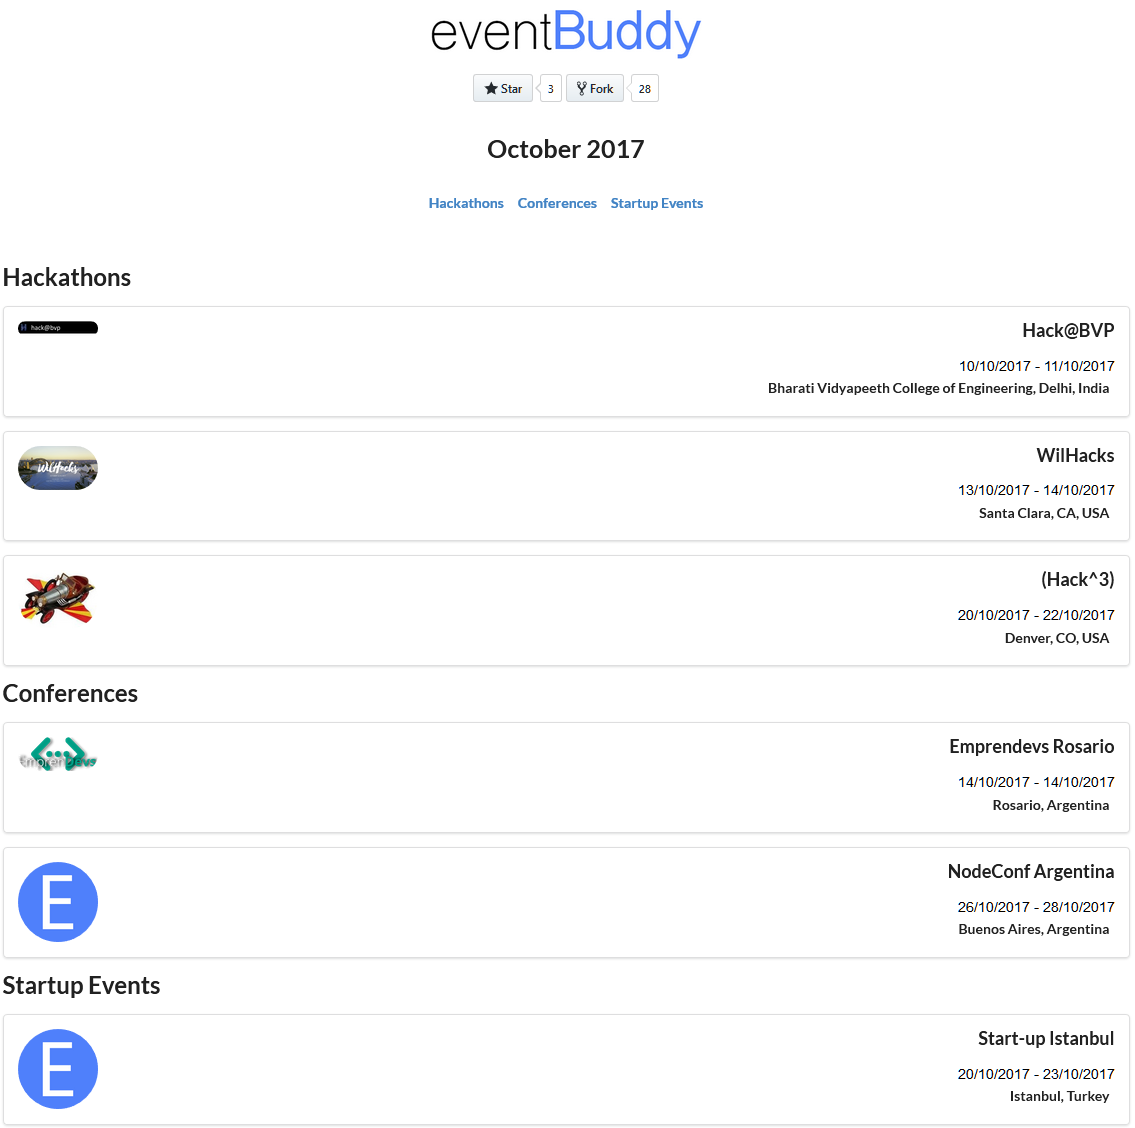 eventBuddy
Star 3 Fork 28
October 2017
Hackathons Conferences Startup Events
Hackathons
hack@bvp
Hack@BVP
10/10/2017 - 11/10/2017
Bharati Vidyapeeth College of Engineering, Delhi, India
WilHacks
WilHacks
13/10/2017 - 14/10/2017
Santa Clara, CA, USA
(Hack^3)
20/10/2017 - 22/10/2017
Denver, CO, USA
Conferences
EmprenDevs
Emprendevs Rosario
14/10/2017 - 14/10/2017
Rosario, Argentina
E
NodeConf Argentina
26/10/2017 - 28/10/2017
Buenos Aires, Argentina
Startup Events
E
Start-up Istanbul
20/10/2017 - 23/10/2017
Istanbul, Turkey